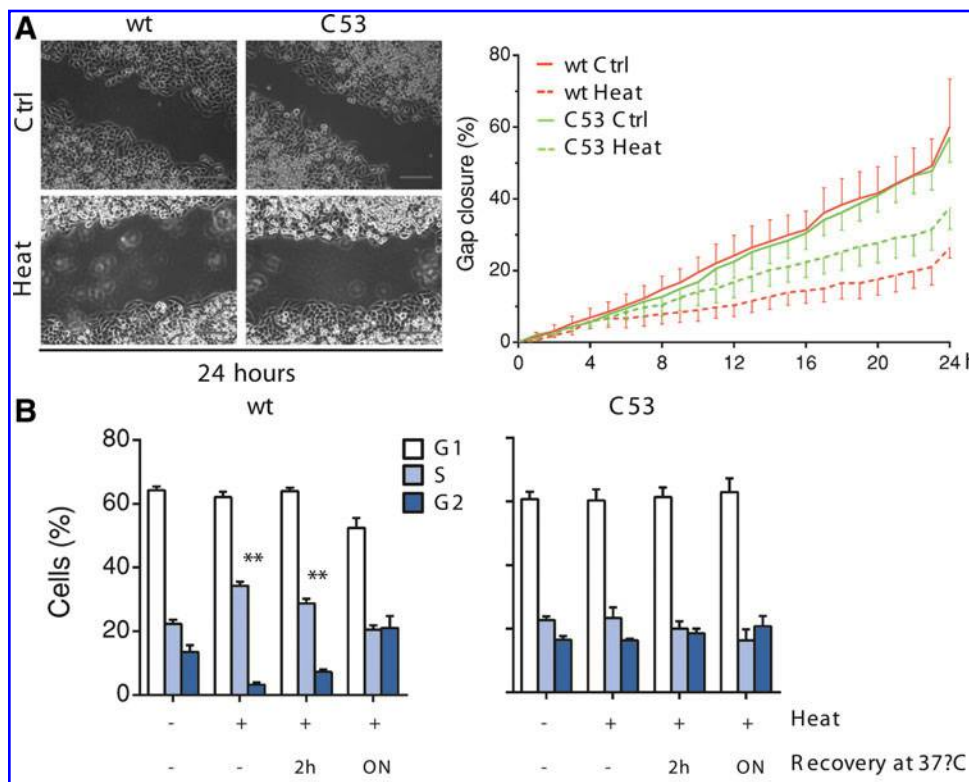 A
wt
C53
Ctrl
Heat
24 hours
Gap closure (%)
80
60
40
20
0
0
4
8
12
16
20
24 h
wt Ctrl
wt Heat
C53 Ctrl
C53 Heat
B
wt
C53
Cells (%)
80
60
40
20
0
G1
S
G2
**
**
- + + +
- + + +
Heat
- - 2h ON
- - 2h ON
Recovery at 37?C